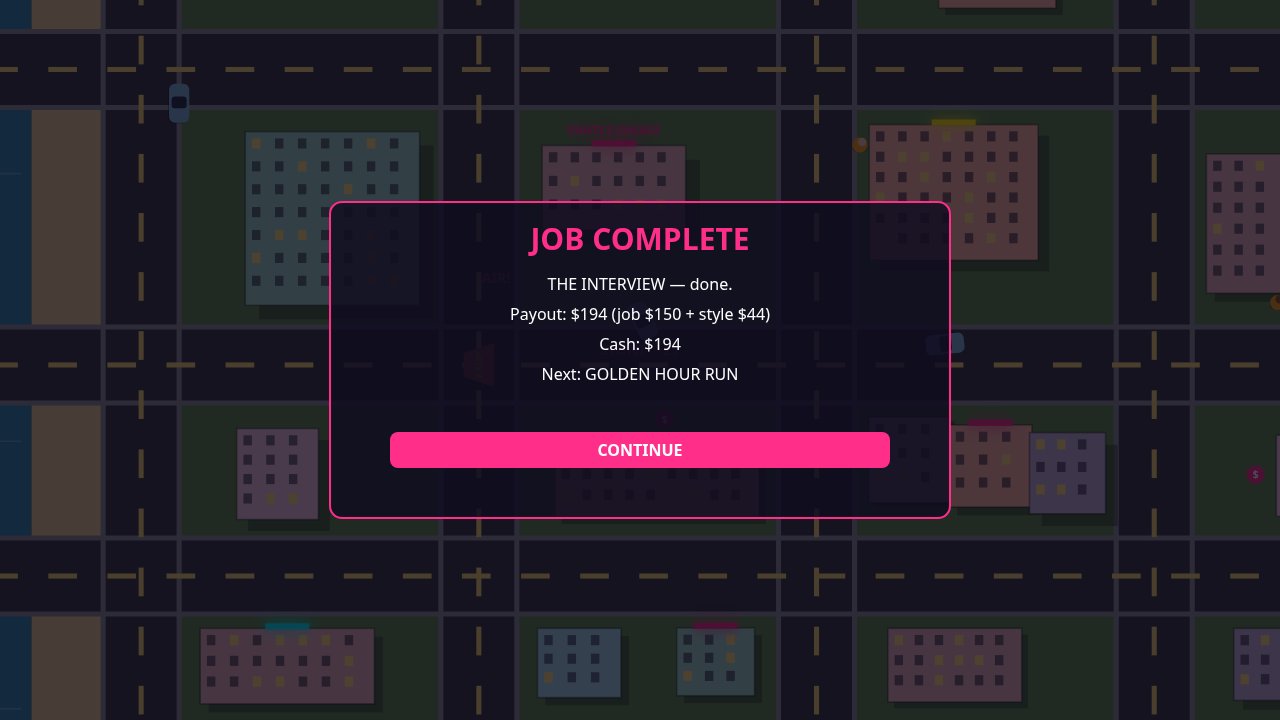 JOB COMPLETE
THE INTERVIEW — done.
Payout: $194 (job $150 + style $44)
Cash: $194
Next: GOLDEN HOUR RUN
$
CONTINUE
$